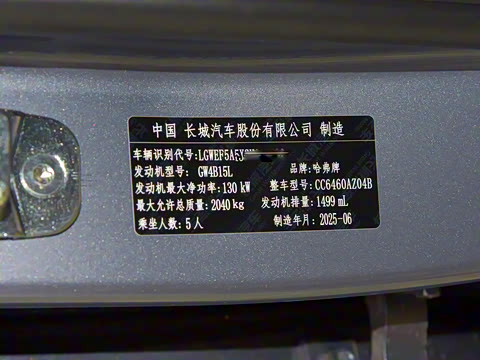 中国 长城汽车股份有限公司 制造
车辆识别代号:LGWEF5A5
发动机型号: GW4B15L 品牌:哈弗牌
发动机最大净功率:130 kW 整车型号:CC6460AZ04B
最大允许总质量:2040kg 发动机排量:1499 mL
乘坐人数:5人 制造年月:2025-06